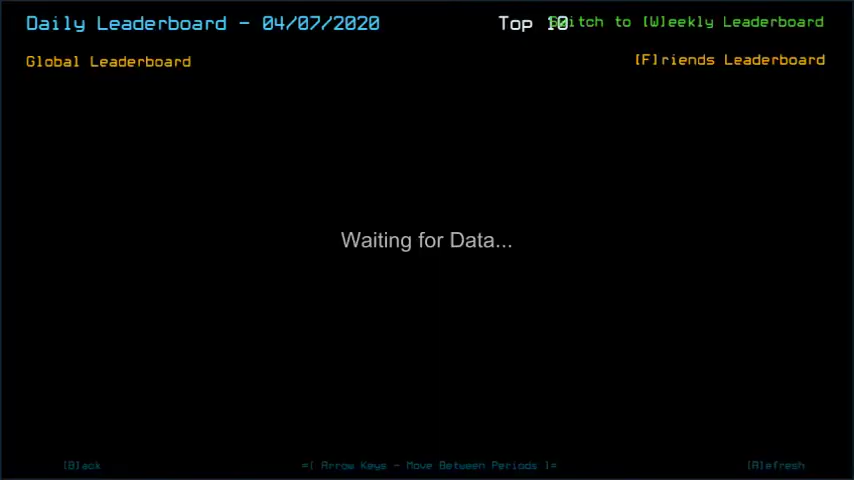 Daily Leaderboard - 04/07/2020 Top 10 Switch to [W]eekly Leaderboard
Global Leaderboard [F]riends Leaderboard
Waiting for Data...
[B]ack =[ Arrow Keys - Move Between Periods ]= [R]efresh